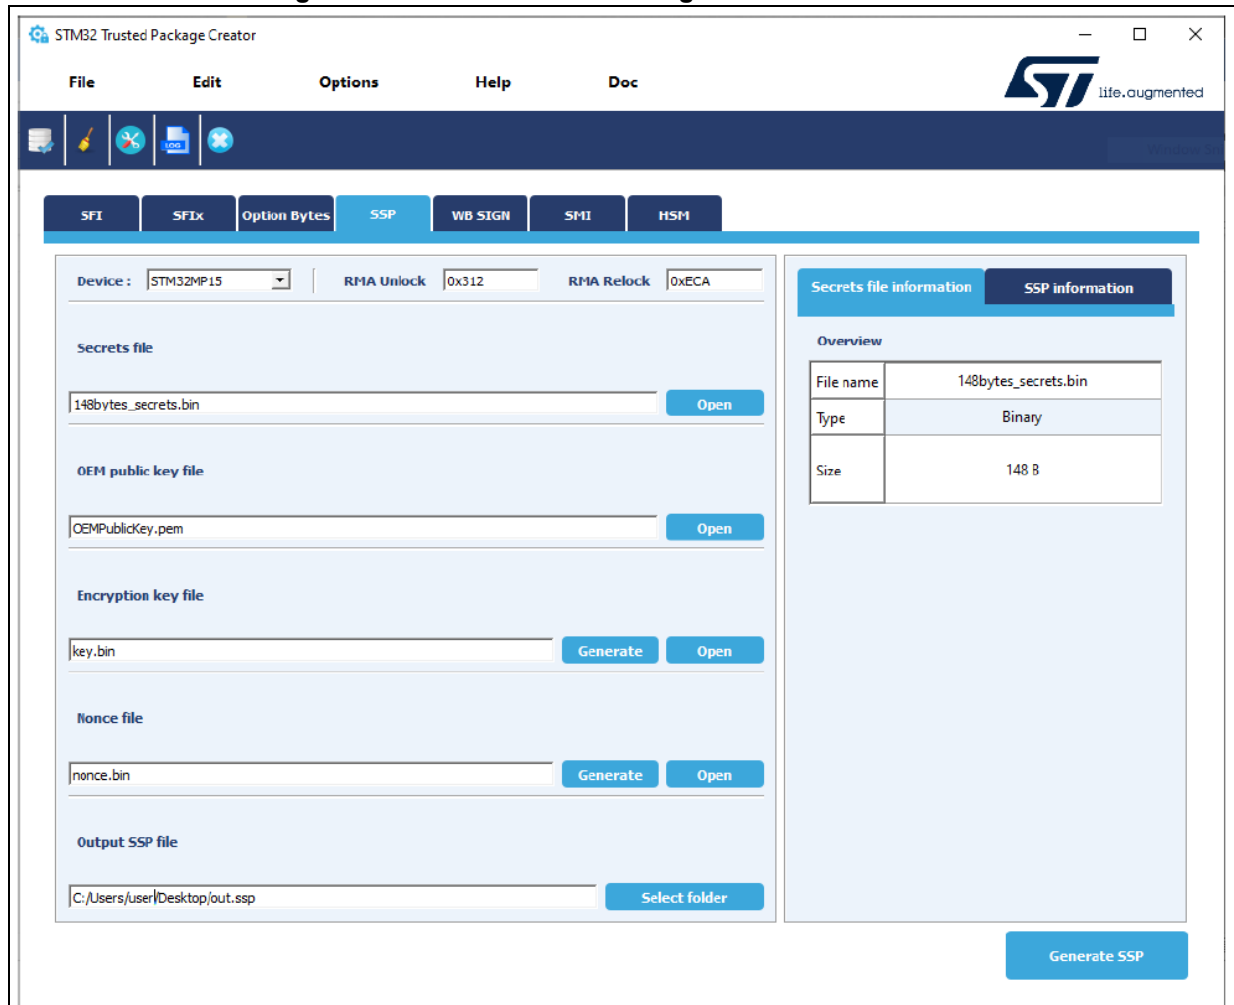 STM32 Trusted Package Creator
File Edit Options Help Doc
ST life.augmented
LOG
SFI SFIx Option Bytes SSP WB SIGN SMI HSM
Device : STM32MP15 RMA Unlock 0x312 RMA Relock 0xECA
Secrets file
148bytes_secrets.bin Open
OEM public key file
OEMPublicKey.pem Open
Encryption key file
key.bin Generate Open
Nonce file
nonce.bin Generate Open
Output SSP file
C:/Users/user/Desktop/out.ssp Select folder
Secrets file information SSP information
Overview
File name 148bytes_secrets.bin
Type Binary
Size 148 B
Generate SSP